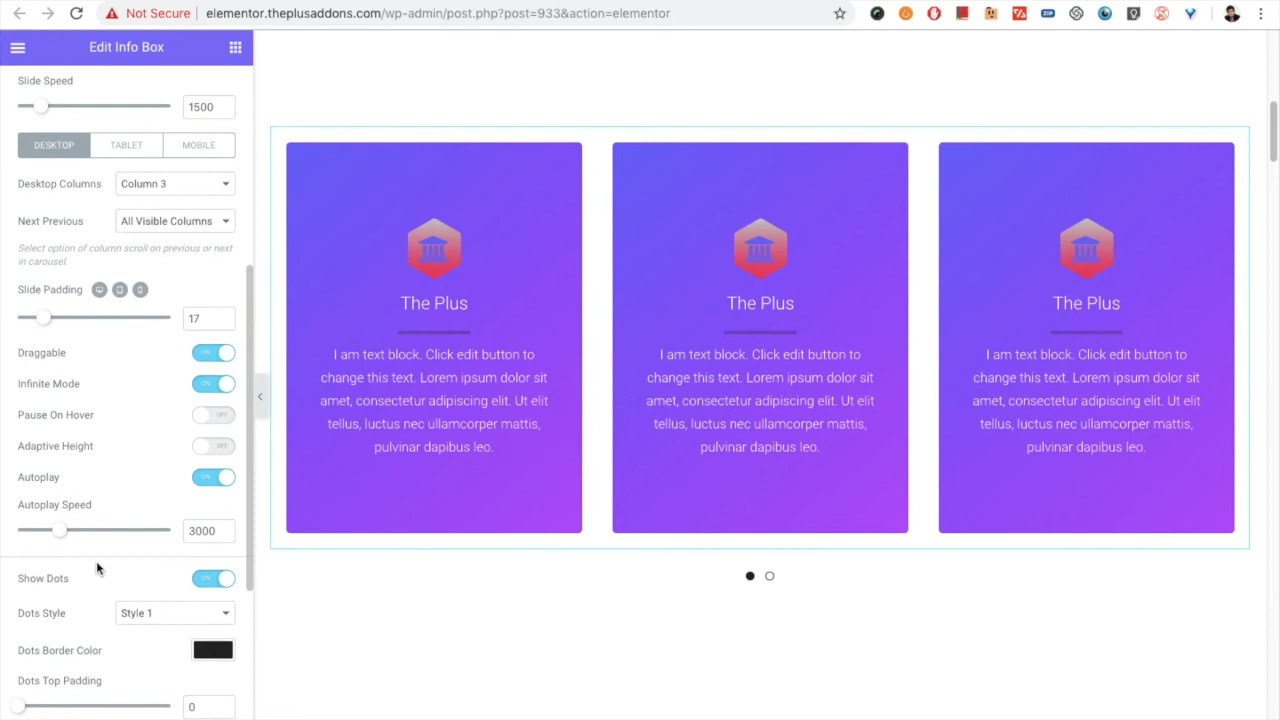 Not Secure
elementor.theplusaddons.com/wp-admin/post.php?post=933&action=elementor
Edit Info Box
Slide Speed
1500
DESKTOP
TABLET
MOBILE
Desktop Columns
Column 3
Next Previous
All Visible Columns
Select option of column scroll on previous or next
in carousel.
Slide Padding
17
Draggable
ON
Infinite Mode
ON
Pause On Hover
OFF
Adaptive Height
OFF
Autoplay
ON
Autoplay Speed
3000
Show Dots
ON
Dots Style
Style 1
Dots Border Color
Dots Top Padding
0
The Plus
I am text block. Click edit button to
change this text. Lorem ipsum dolor sit
amet, consectetur adipiscing elit. Ut elit
tellus, luctus nec ullamcorper mattis,
pulvinar dapibus leo.
The Plus
I am text block. Click edit button to
change this text. Lorem ipsum dolor sit
amet, consectetur adipiscing elit. Ut elit
tellus, luctus nec ullamcorper mattis,
pulvinar dapibus leo.
The Plus
I am text block. Click edit button to
change this text. Lorem ipsum dolor sit
amet, consectetur adipiscing elit. Ut elit
tellus, luctus nec ullamcorper mattis,
pulvinar dapibus leo.